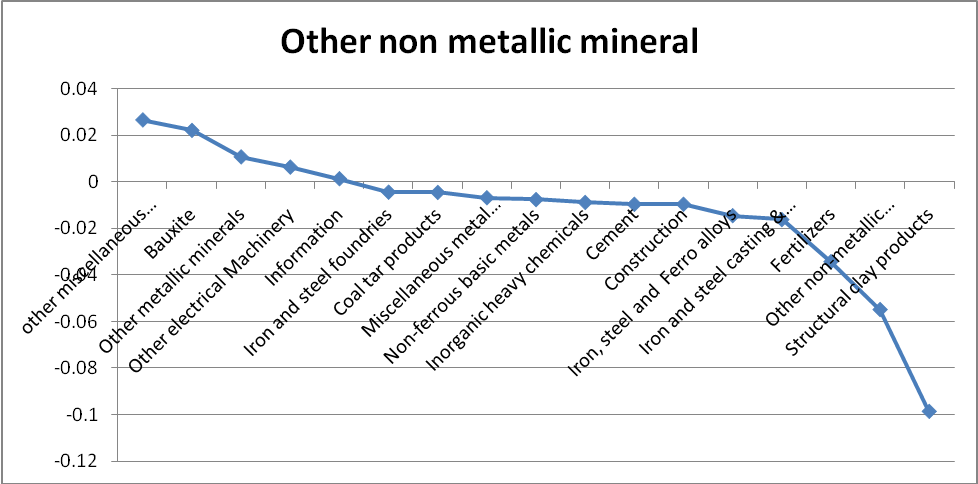 Other non metallic mineral
0.04
0.02
0
-0.02
-0.04
-0.06
-0.08
-0.1
-0.12
other miscellaneous...
Bauxite
Other metallic minerals
Other electrical Machinery
Information
Iron and steel foundries
Coal tar products
Miscellaneous metal...
Non-ferrous basic metals
Inorganic heavy chemicals
Cement
Construction
Iron, steel and Ferro alloys
Iron and steel casting &...
Fertilizers
Other non-metallic...
Structural clay products